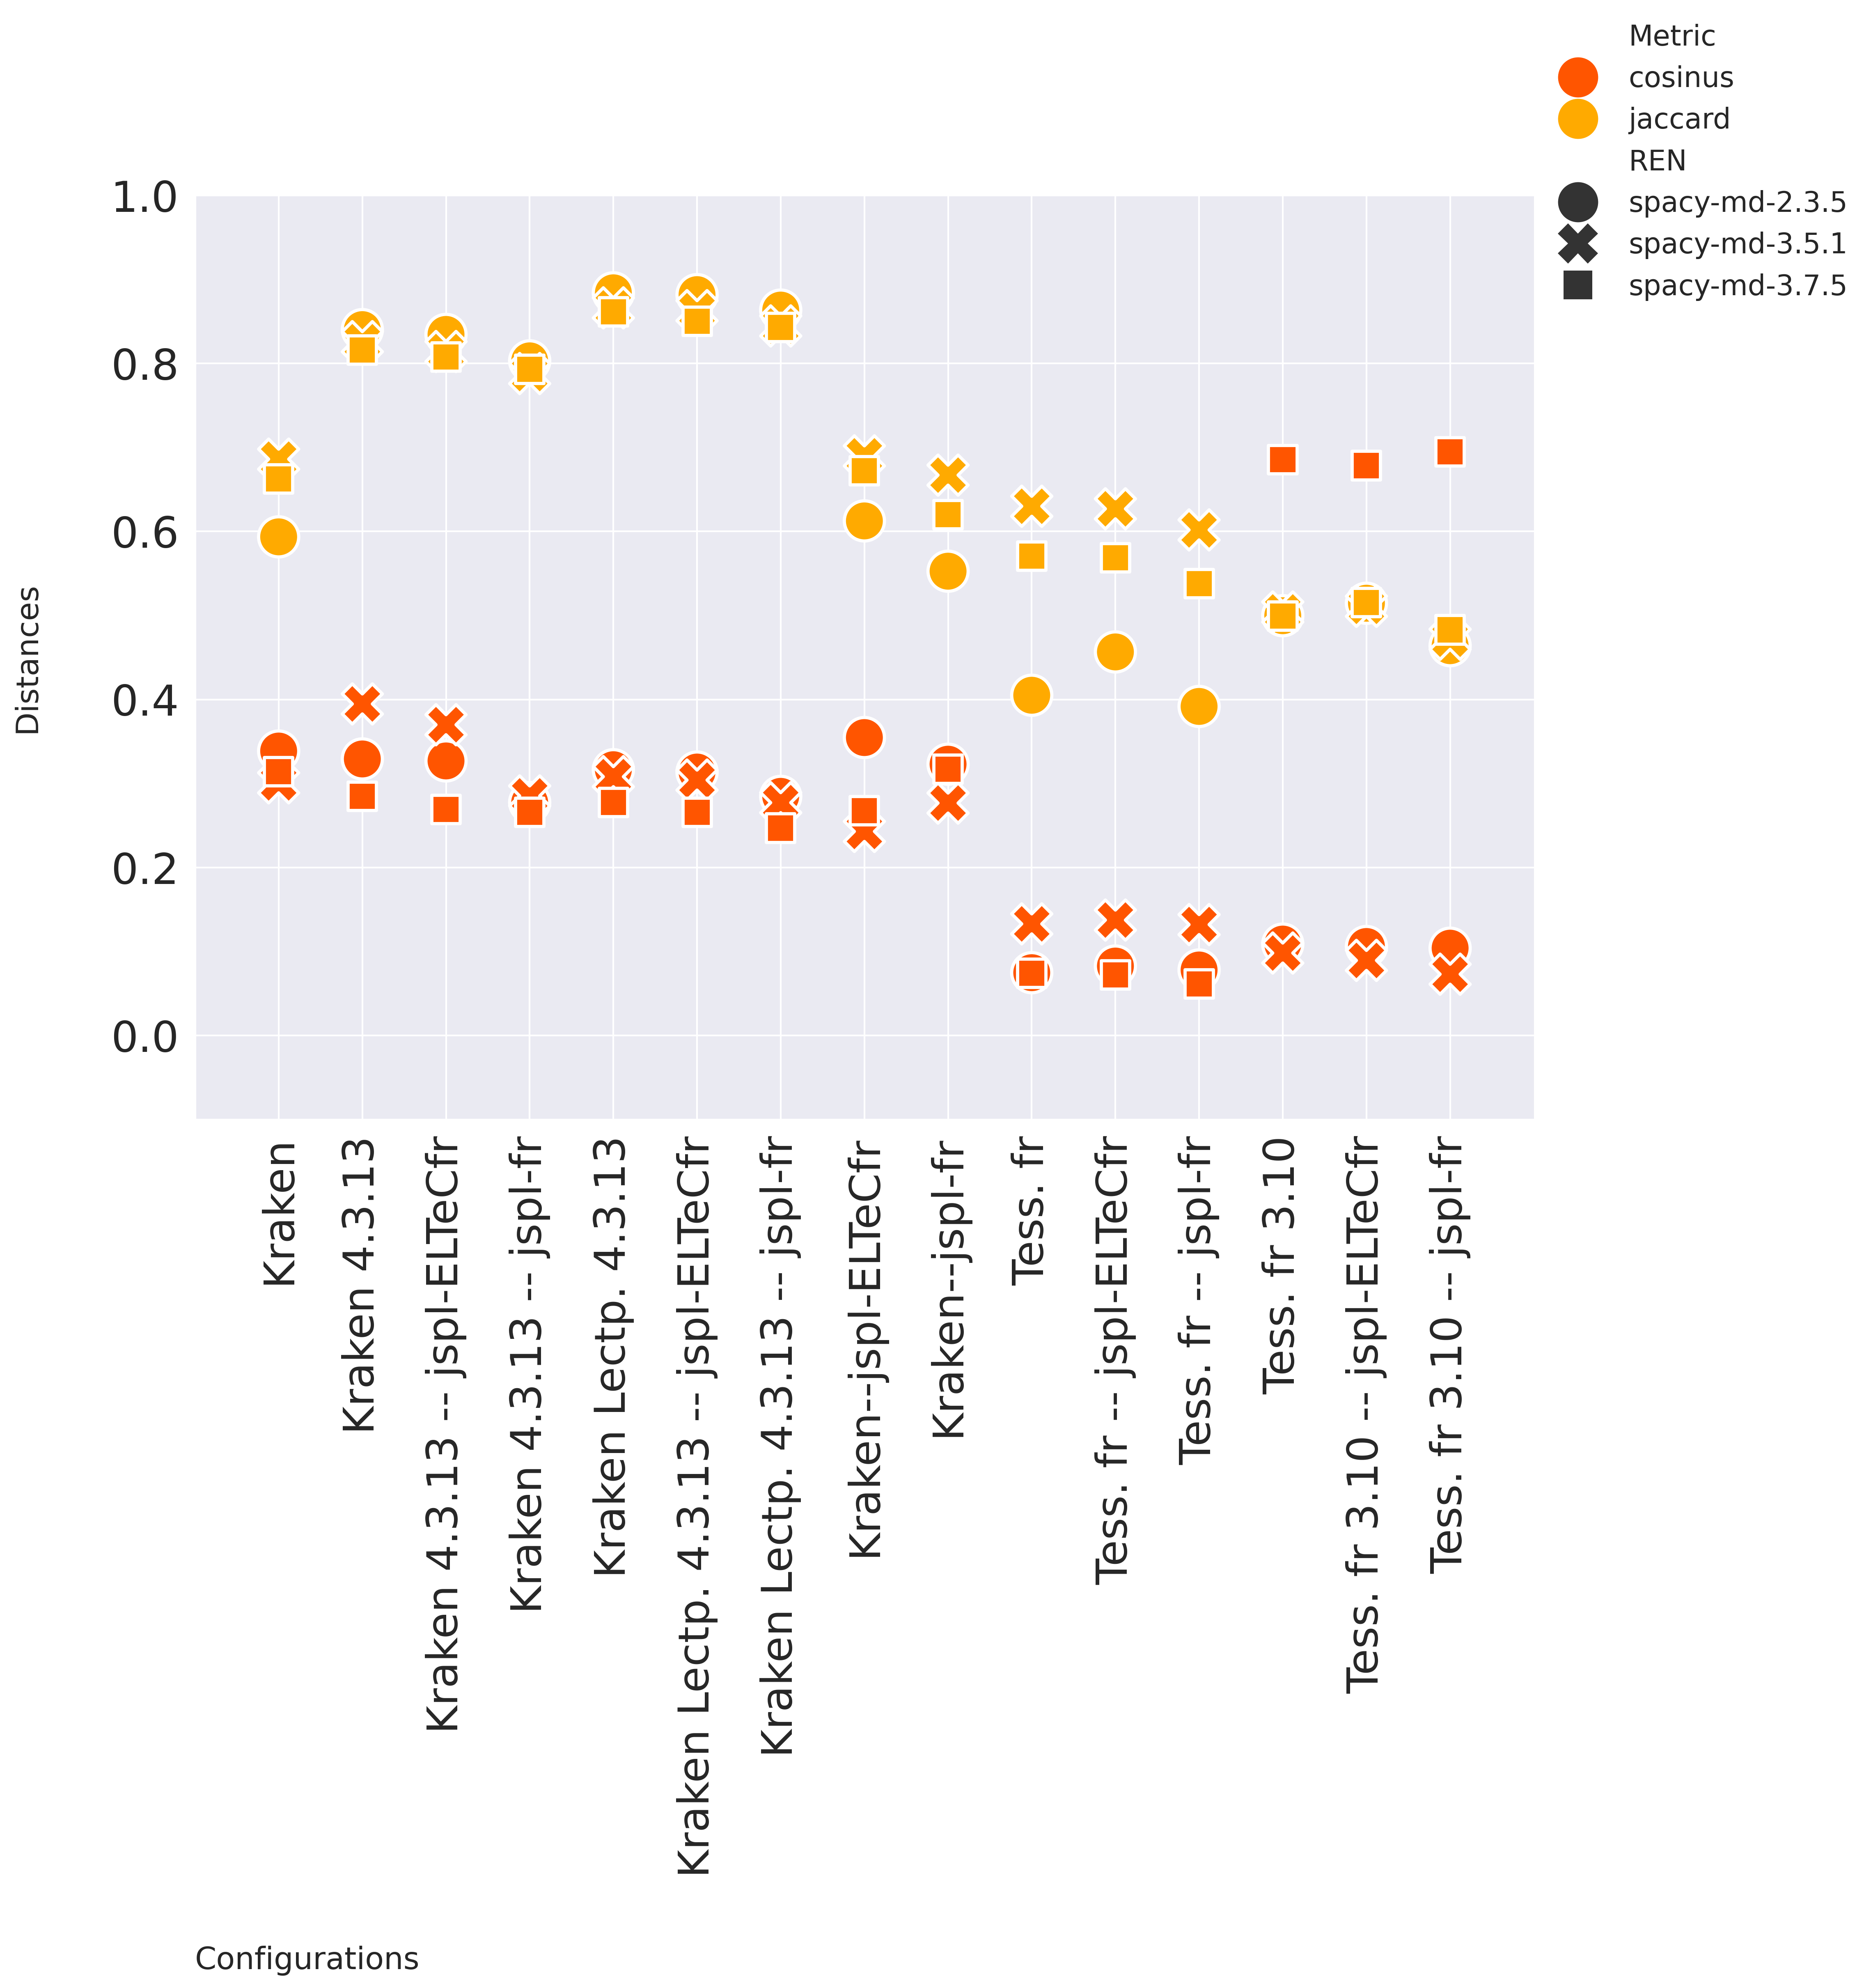 Metric
cosinus
jaccard
REN
spacy-md-2.3.5
spacy-md-3.5.1
spacy-md-3.7.5
1.0
0.8
0.6
0.4
0.2
0.0
Distances
Kraken
Kraken 4.3.13
Kraken 4.3.13 -- jspl-ELTeCfr
Kraken 4.3.13 -- jspl-fr
Kraken Lectp. 4.3.13
Kraken Lectp. 4.3.13 -- jspl-ELTeCfr
Kraken Lectp. 4.3.13 -- jspl-fr
Kraken--jspl-ELTeCfr
Kraken--jspl-fr
Tess. fr
Tess. fr -- jspl-ELTeCfr
Tess. fr -- jspl-fr
Tess. fr 3.10
Tess. fr 3.10 -- jspl-ELTeCfr
Tess. fr 3.10 -- jspl-fr
Configurations